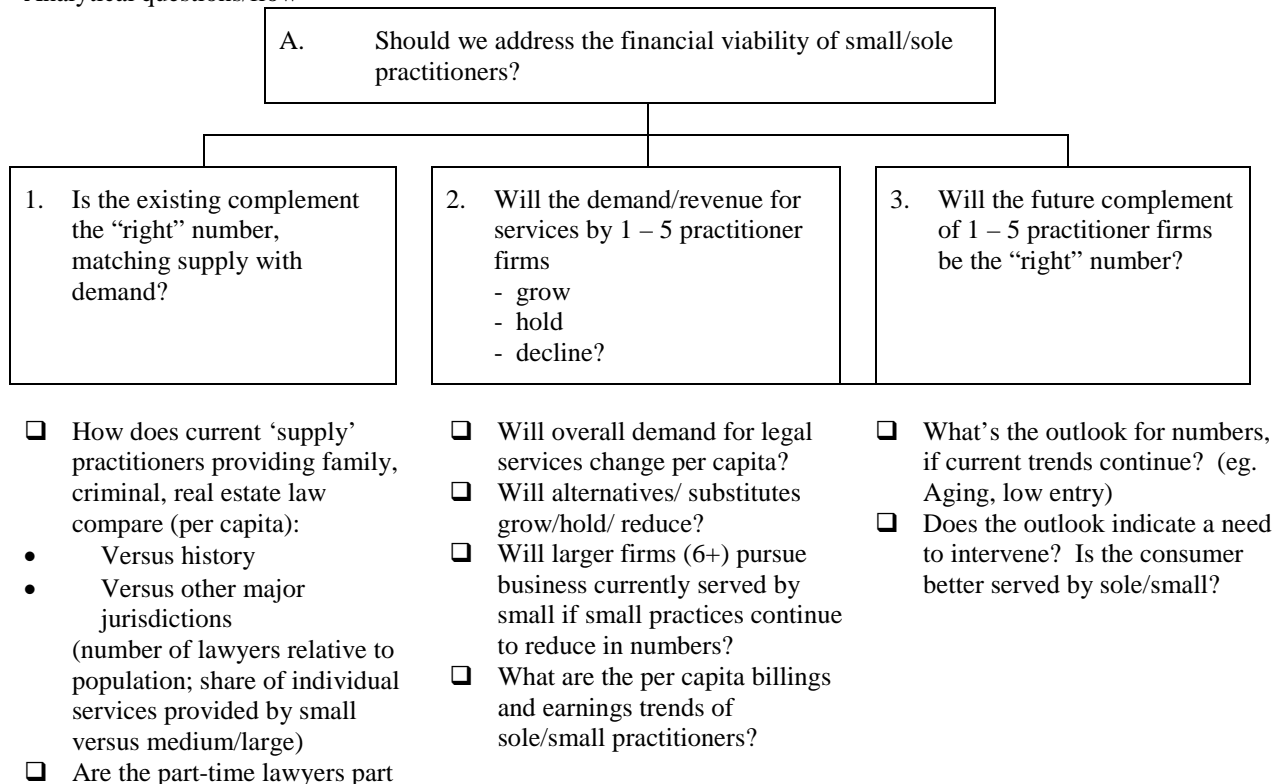 A. Should we address the financial viability of small/sole
practitioners?
1. Is the existing complement
the “right” number,
matching supply with
demand?
2. Will the demand/revenue for
services by 1 – 5 practitioner
firms
- grow
- hold
- decline?
3. Will the future complement
of 1 – 5 practitioner firms
be the “right” number?
❑ How does current ‘supply’
practitioners providing family,
criminal, real estate law
compare (per capita):
• Versus history
• Versus other major
jurisdictions
(number of lawyers relative to
population; share of individual
services provided by small
versus medium/large)
❑ Are the part-time lawyers part
❑ Will overall demand for legal
services change per capita?
❑ Will alternatives/ substitutes
grow/hold/ reduce?
❑ Will larger firms (6+) pursue
business currently served by
small if small practices continue
to reduce in numbers?
❑ What are the per capita billings
and earnings trends of
sole/small practitioners?
❑ What’s the outlook for numbers,
if current trends continue? (eg.
Aging, low entry)
❑ Does the outlook indicate a need
to intervene? Is the consumer
better served by sole/small?